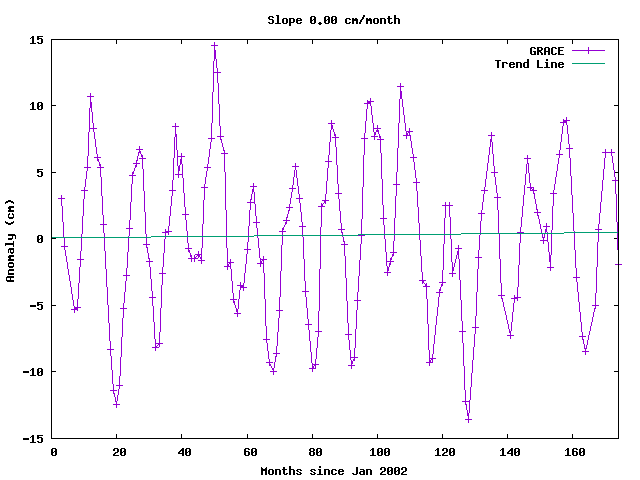 Slope 0.00 cm/month
GRACE
Trend Line
15
10
5
0
-5
-10
-15
Anomaly (cm)
0 20 40 60 80 100 120 140 160
Months since Jan 2002